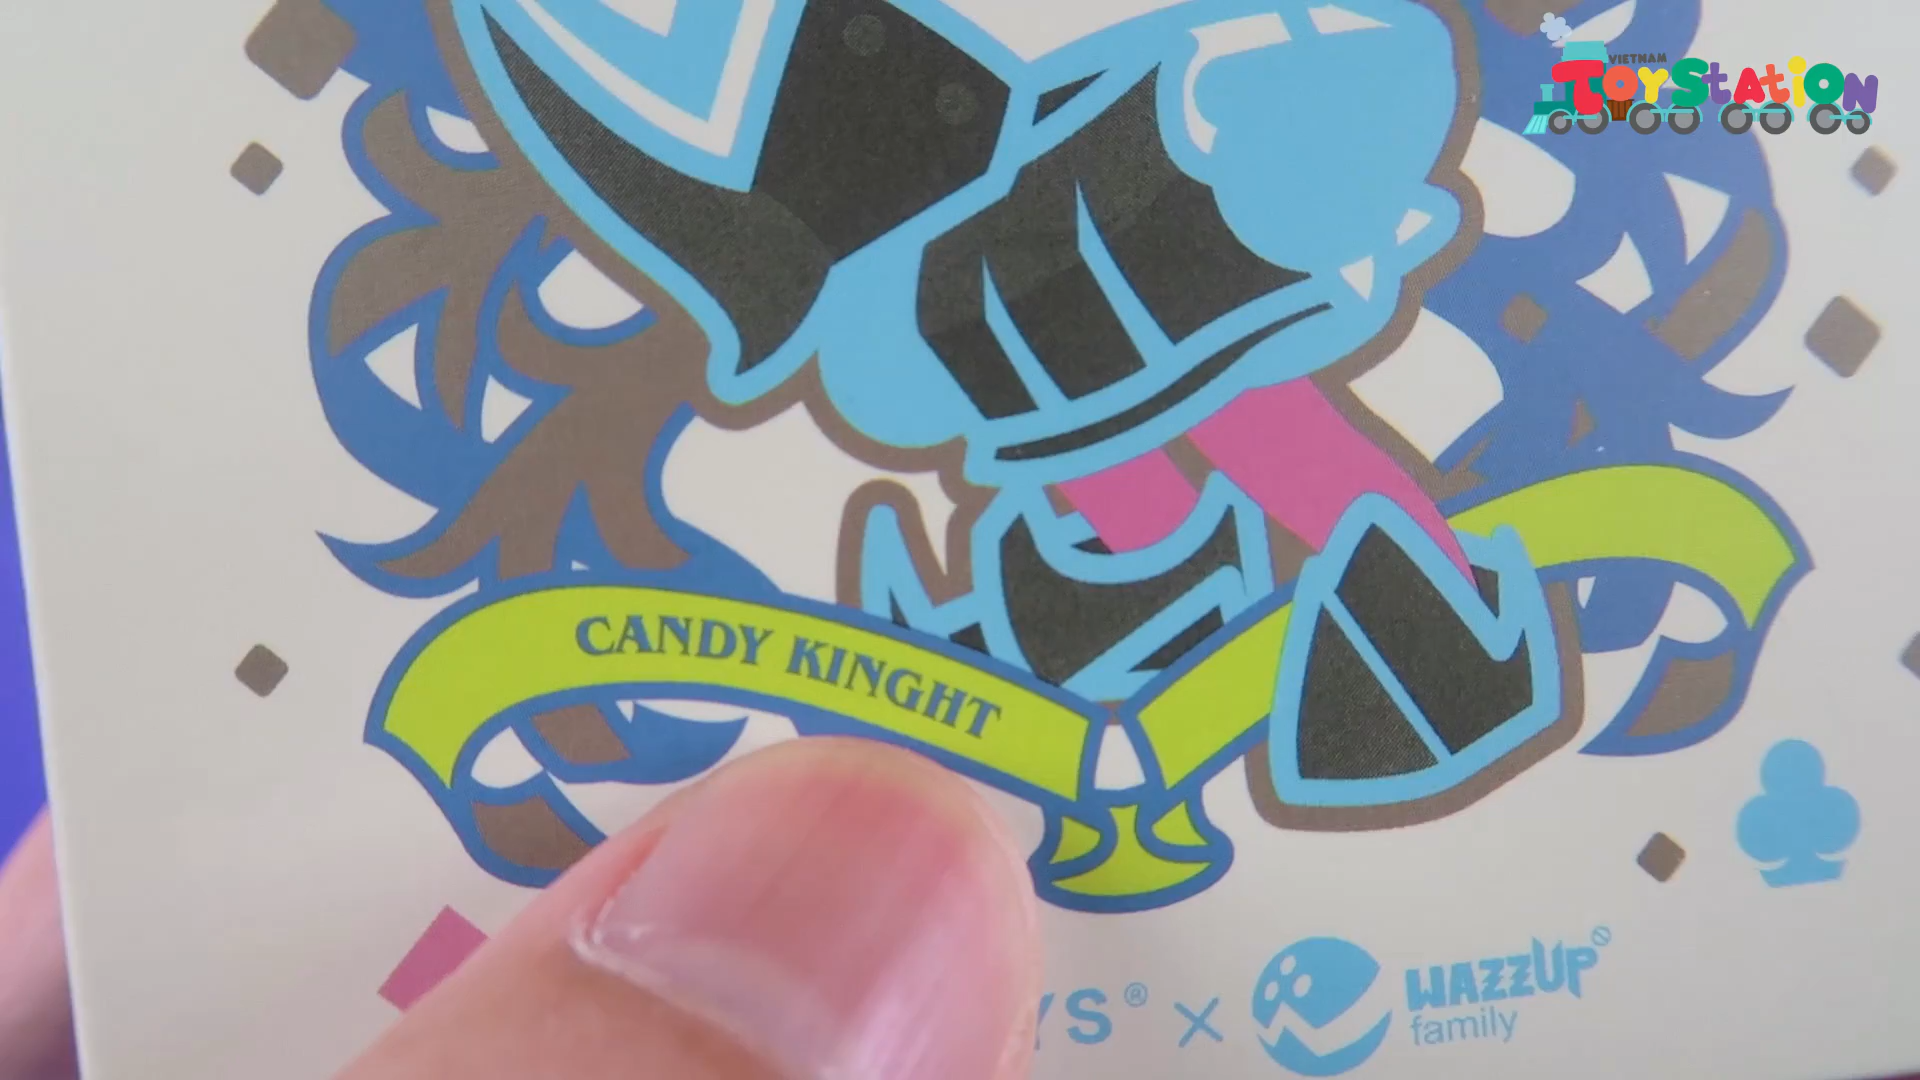 VIETNAM
TOYSTATION
CANDY KINGHT
YS® X WAZZUP
family